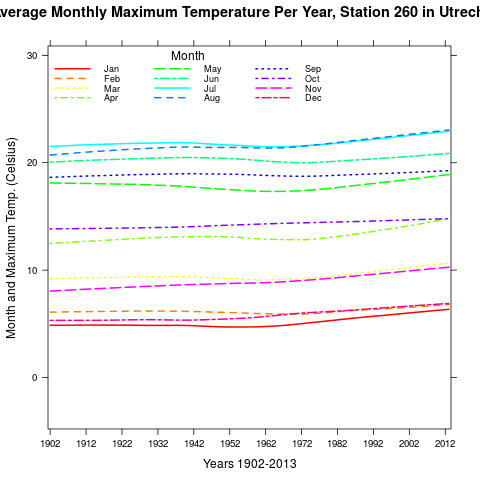 verage Monthly Maximum Temperature Per Year, Station 260 in Utrech
Month
Jan May Sep
Feb Jun Oct
Mar Jul Nov
Apr Aug Dec
30
20
10
0
Month and Maximum Temp. (Celsius)
1902 1912 1922 1932 1942 1952 1962 1972 1982 1992 2002 2012
Years 1902-2013